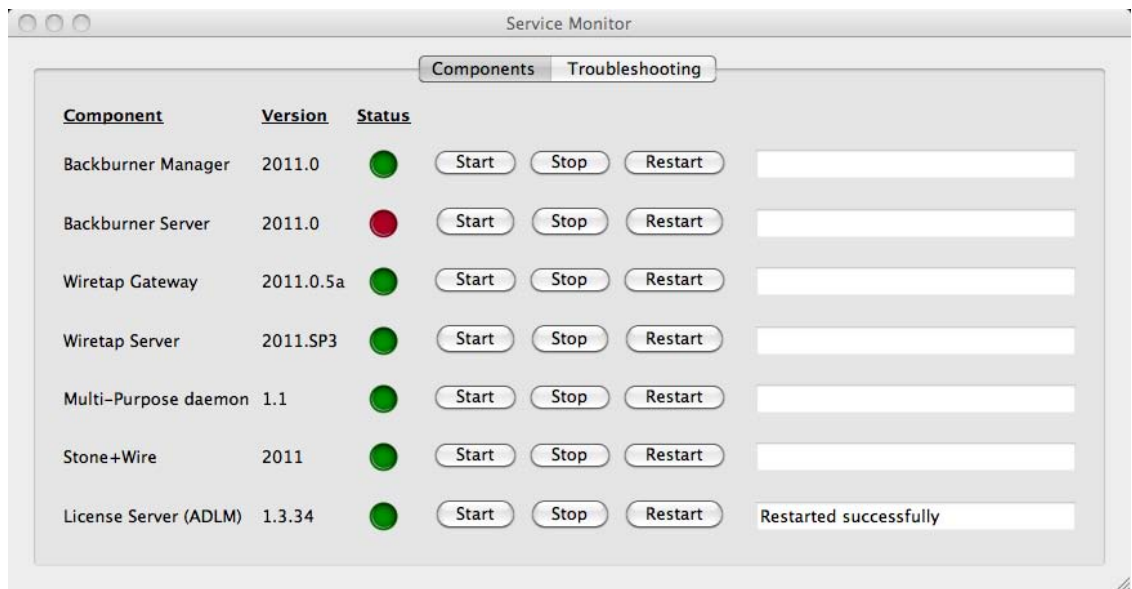 Service Monitor
Components Troubleshooting
Component Version Status
Backburner Manager 2011.0 Start Stop Restart
Backburner Server 2011.0 Start Stop Restart
Wiretap Gateway 2011.0.5a Start Stop Restart
Wiretap Server 2011.SP3 Start Stop Restart
Multi-Purpose daemon 1.1 Start Stop Restart
Stone+Wire 2011 Start Stop Restart
License Server (ADLM) 1.3.34 Start Stop Restart Restarted successfully